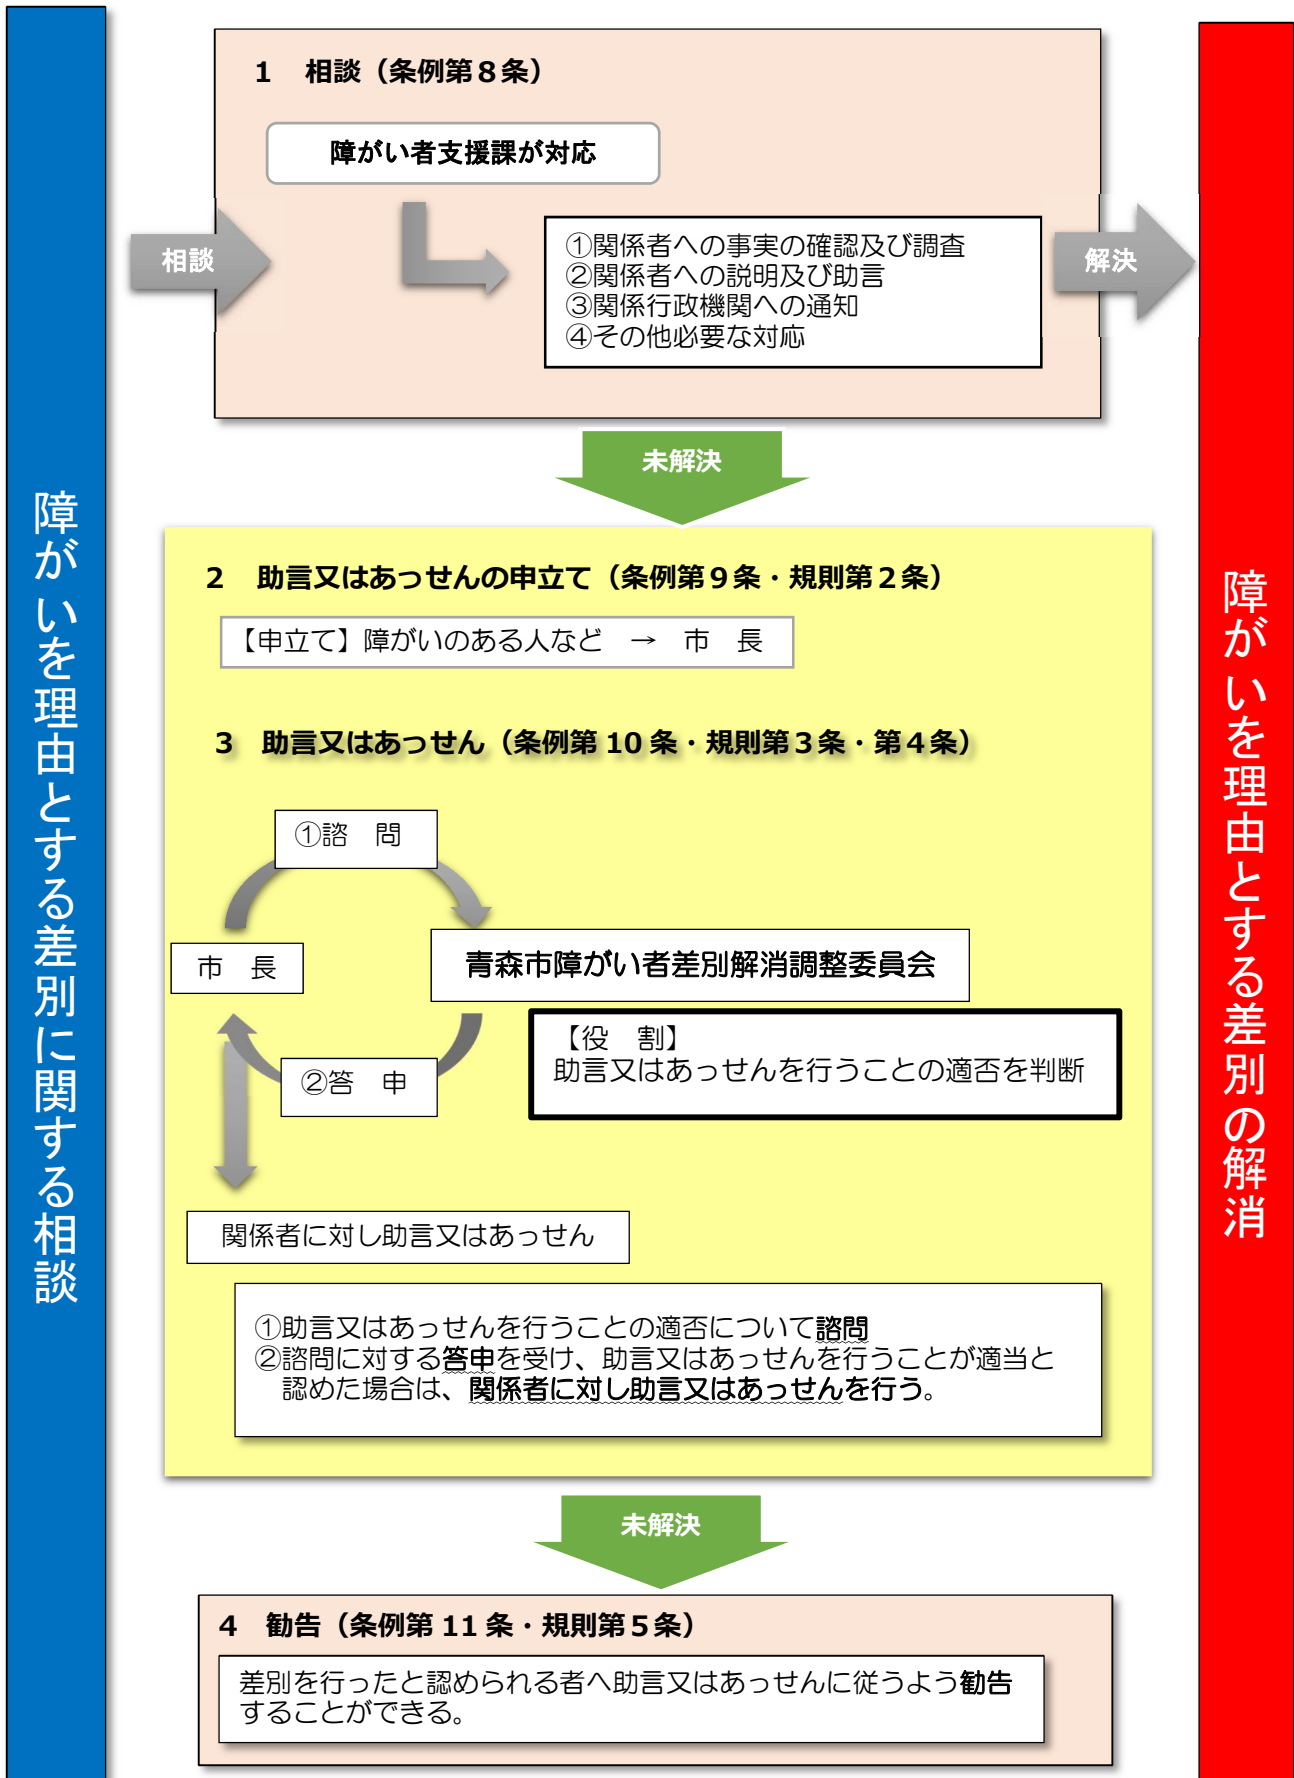 障がいを理由とする差別に関する相談
1 相談（条例第８条）
障がい者支援課が対応
相談
①関係者への事実の確認及び調査
②関係者への説明及び助言
③関係行政機関への通知
④その他必要な対応
解決
未解決
2 助言又はあっせんの申立て（条例第９条・規則第２条）
【申立て】障がいのある人など → 市 長
3 助言又はあっせん（条例第 10 条・規則第３条・第４条）
①諮 問
市 長
青森市障がい者差別解消調整委員会
【役 割】
助言又はあっせんを行うことの適否を判断
②答 申
関係者に対し助言又はあっせん
①助言又はあっせんを行うことの適否について諮問
②諮問に対する答申を受け、助言又はあっせんを行うことが適当と
認めた場合は、関係者に対し助言又はあっせんを行う。
未解決
4 勧告（条例第 11 条・規則第５条）
差別を行ったと認められる者へ助言又はあっせんに従うよう勧告
することができる。
障がいを理由とする差別の解消